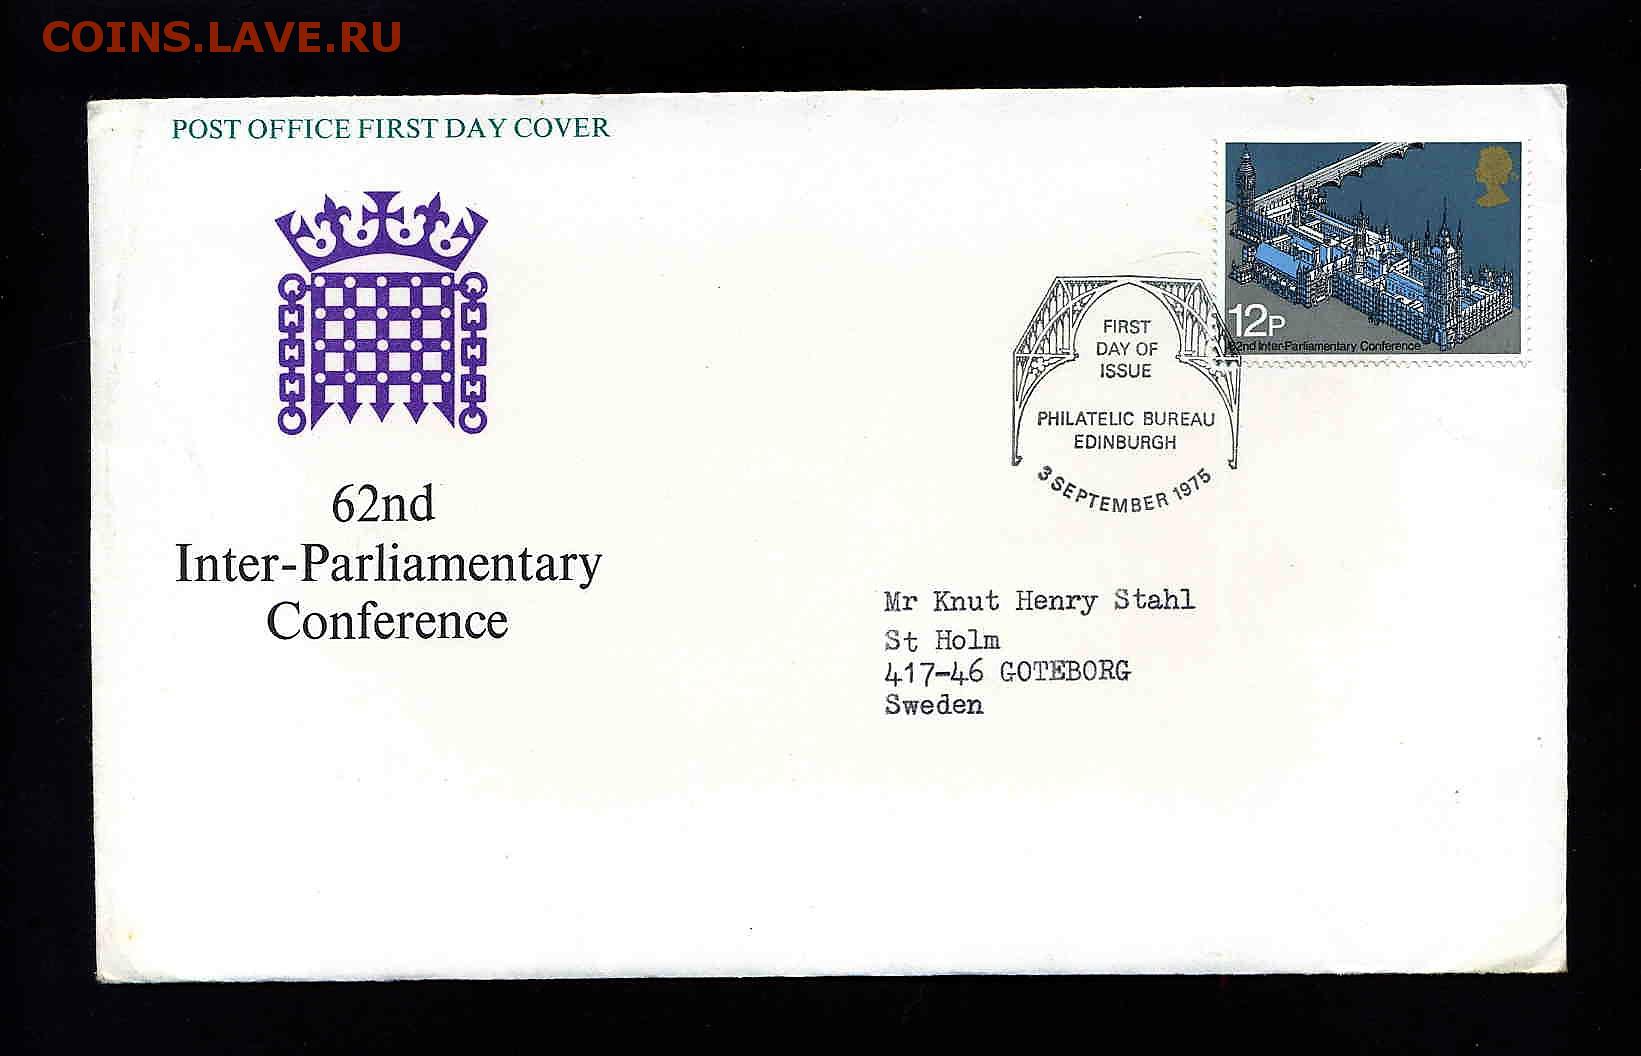 COINS.LAVE.RU
POST OFFICE FIRST DAY COVER
62nd
Inter-Parliamentary
Conference
12P
62nd Inter-Parliamentary Conference
FIRST
DAY OF
ISSUE
PHILATELIC BUREAU
EDINBURGH
3 SEPTEMBER 1975
Mr Knut Henry Stahl
St Holm
417-46 GOTEBORG
Sweden